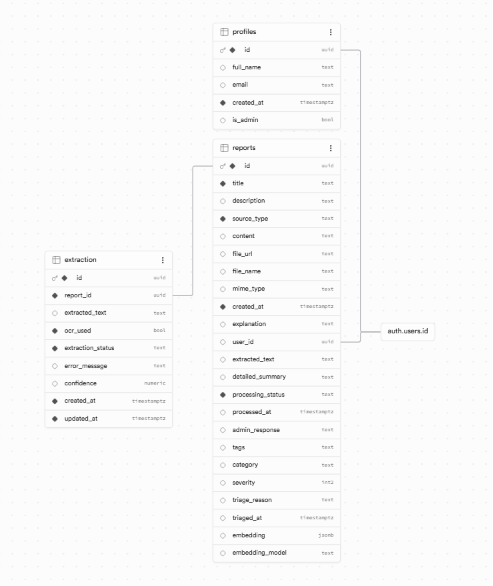 profiles
id uuid
full_name text
email text
created_at timestamptz
is_admin bool
reports
id uuid
title text
description text
source_type text
content text
file_url text
file_name text
mime_type text
created_at timestamptz
explanation text
user_id uuid
extracted_text text
detailed_summary text
processing_status text
processed_at timestamptz
admin_response text
tags text
category text
severity int2
triage_reason text
triaged_at timestamptz
embedding jsonb
embedding_model text
extraction
id uuid
report_id uuid
extracted_text text
ocr_used bool
extraction_status text
error_message text
confidence numeric
created_at timestamptz
updated_at timestamptz
auth.users.id